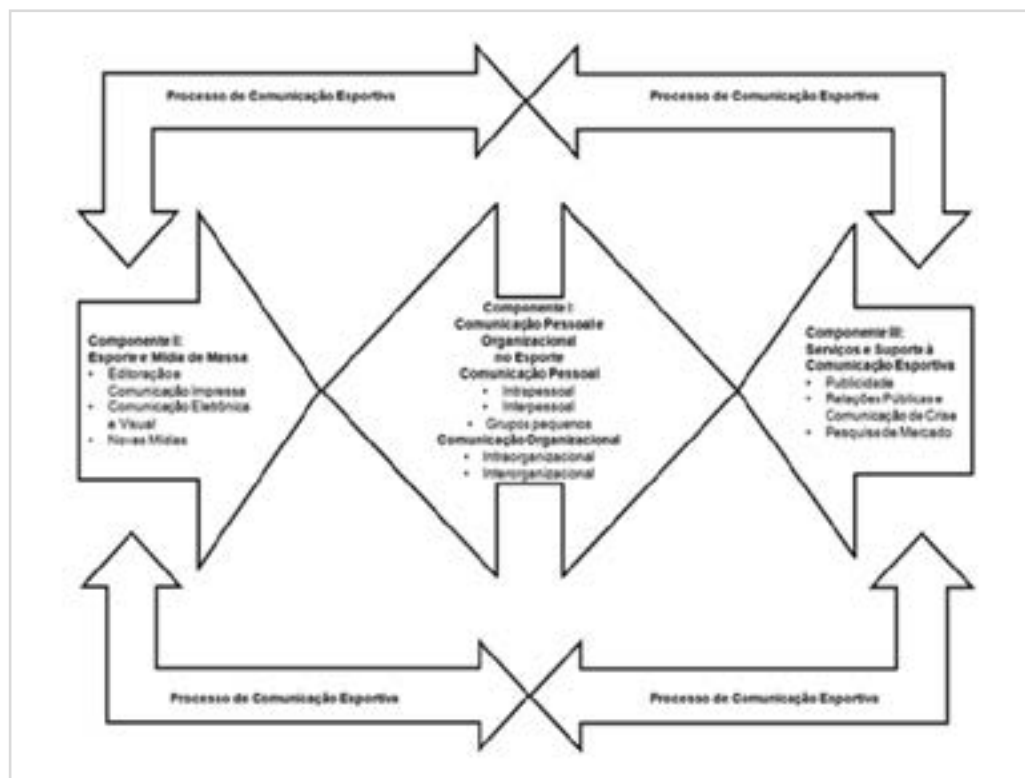 Processo de Comunicação Esportiva
Processo de Comunicação Esportiva
Componente II:
Esporte e Mídia de Massa
• Editoração e
Comunicação Impressa
• Comunicação Eletrônica
e Visual
• Novas Mídias
Componente I:
Comunicação Pessoal e
Organizacional
no Esporte
Comunicação Pessoal
• Intrapessoal
• Interpessoal
• Grupos pequenos
Comunicação Organizacional
• Intraorganizacional
• Interorganizacional
Componente III:
Serviços e Suporte à
Comunicação Esportiva
• Publicidade
• Relações Públicas e
Comunicação de Crise
• Pesquisa de Mercado
Processo de Comunicação Esportiva
Processo de Comunicação Esportiva